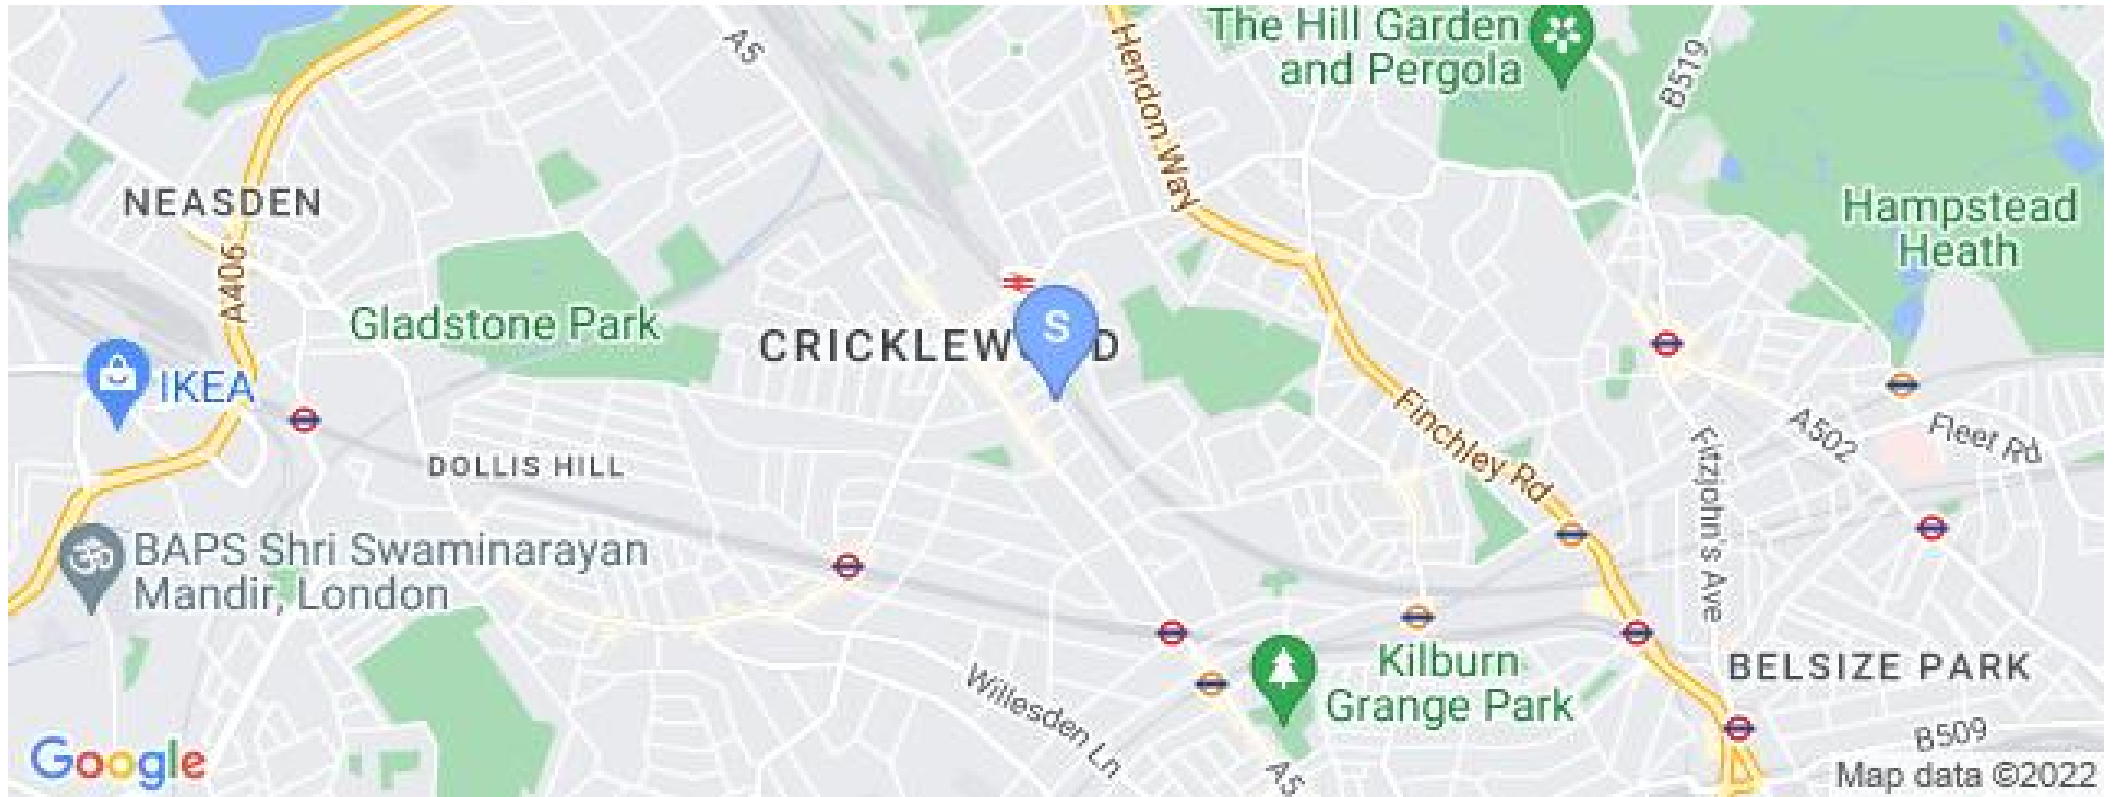 The Hill Garden
and Pergola
A5
Hendon Way
B519
NEASDEN
Hampstead
Heath
A406
Gladstone Park
CRICKLEW D
S
IKEA
Finchley Rd
A502
Fleet Rd
Fitzjohn's Ave
DOLLIS HILL
BAPS Shri Swaminarayan
Mandir, London
Kilburn
Grange Park
BELSIZE PARK
Willesden Ln
A5
B509
Google
Map data ©2022